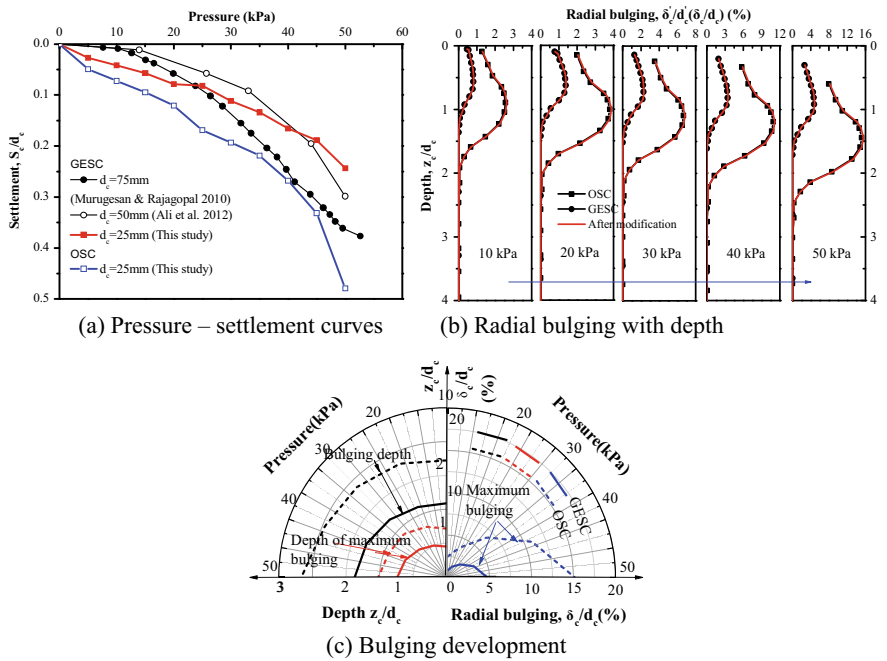 Pressure (kPa)
0 10 20 30 40 50 60
0.0
0.1
0.2
0.3
0.4
0.5
Settlement, S_c/d_c
GESC
d_c=75mm
(Murugesan & Rajagopal 2010)
d_c=50mm (Ali et al. 2012)
d_c=25mm (This study)
OSC
d_c=25mm (This study)
(a) Pressure – settlement curves
Radial bulging, δ'_c/d'_c(δ_c/d_c) (%)
0 1 2 3 4 0 1 2 3 4 0 2 4 6 8 0 3 6 9 12 0 4 8 12 16
0
1
2
3
4
Depth, z_c/d_c
0
1
2
3
4
OSC
GESC
After modification
10 kPa 20 kPa 30 kPa 40 kPa 50 kPa
(b) Radial bulging with depth
z_c/d_c
δ_c/d_c
(%)
Pressure(kPa)
Pressure(kPa)
10
20
30
40
50
20
20
30
40
50
2
1
10
Bulging depth
Maximum
bulging
Depth of maximum
bulging
GESC
OSC
3 2 1 0 5 10 15 20
Depth z_c/d_c
Radial bulging, δ_c/d_c(%)
(c) Bulging development